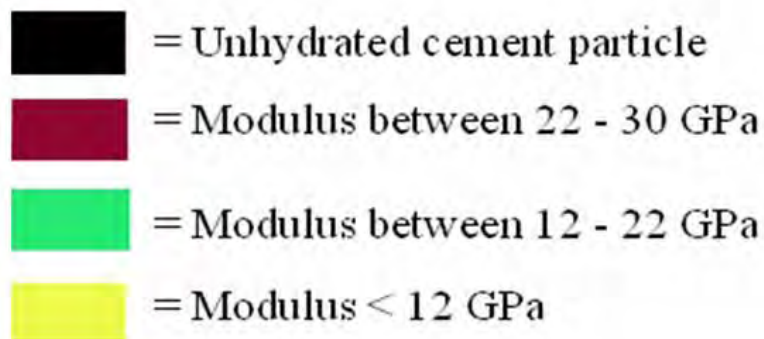 = Unhydrated cement particle
= Modulus between 22 - 30 GPa
= Modulus between 12 - 22 GPa
= Modulus < 12 GPa